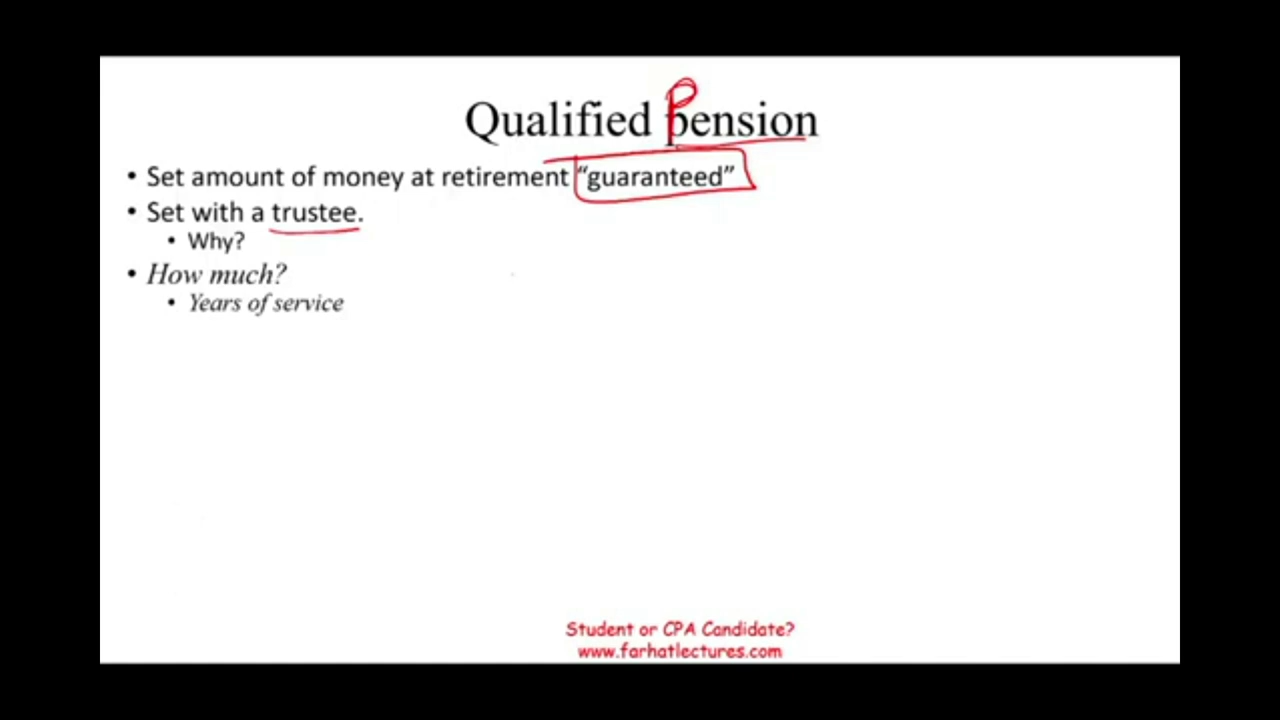 Qualified pension
• Set amount of money at retirement “guaranteed”
• Set with a trustee.
• Why?
• How much?
• Years of service
Student or CPA Candidate?
www.farhatlectures.com